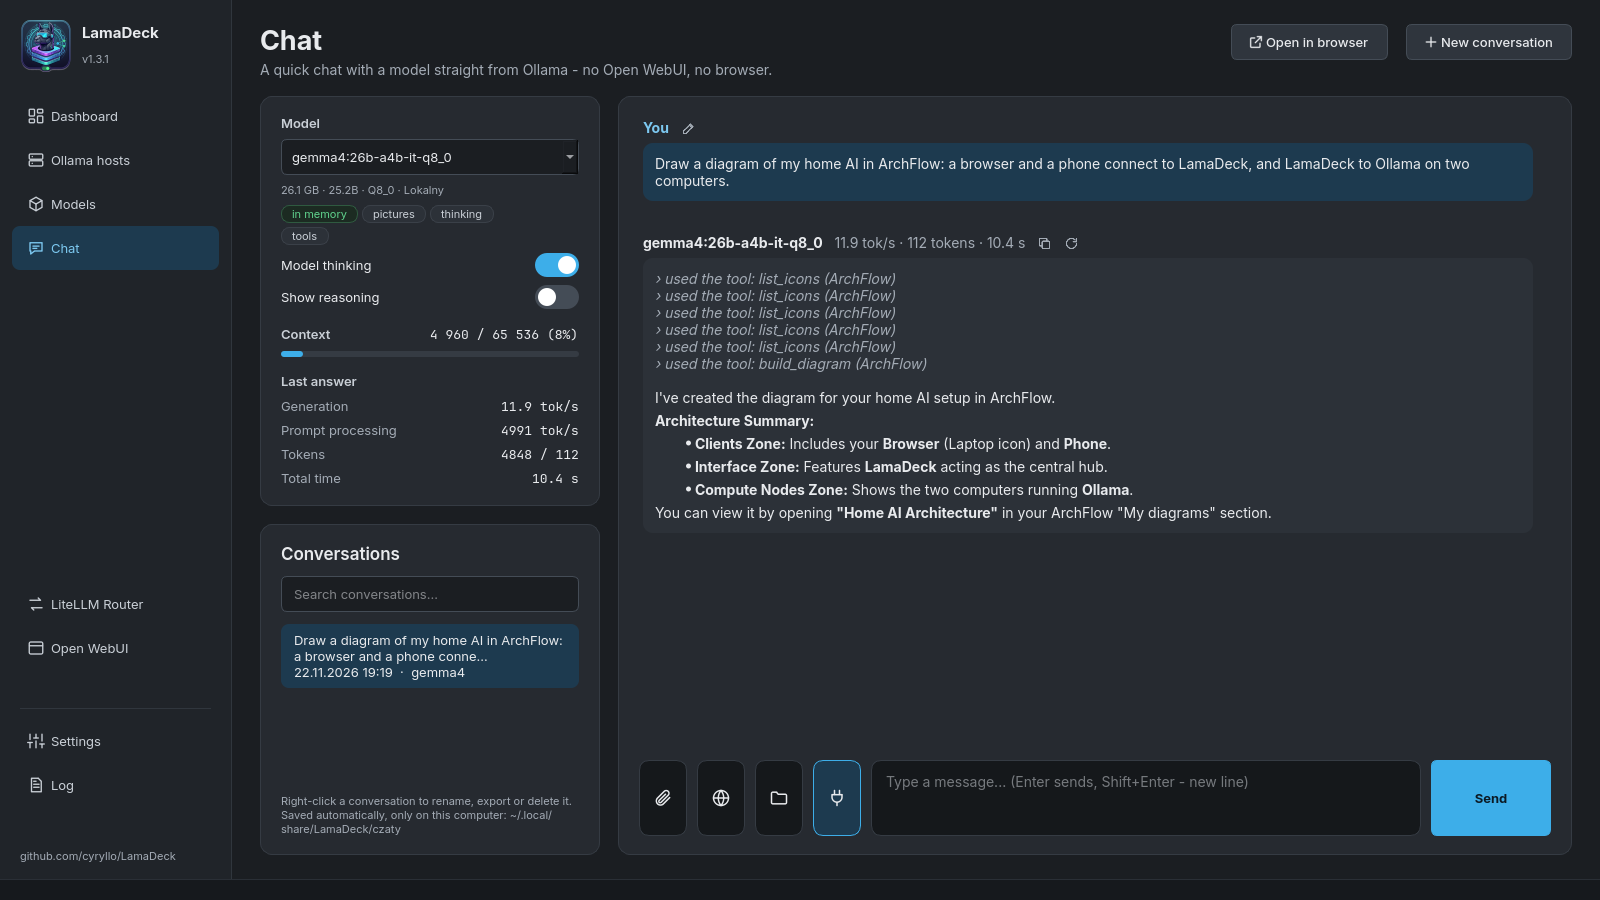 LamaDeck
v1.3.1
Dashboard
Ollama hosts
Models
Chat
LiteLLM Router
Open WebUI
Settings
Log
github.com/cyryllo/LamaDeck
Chat
A quick chat with a model straight from Ollama - no Open WebUI, no browser.
Open in browser
New conversation
Model
gemma4:26b-a4b-it-q8_0
26.1 GB · 25.2B · Q8_0 · Lokalny
in memory
pictures
thinking
tools
Model thinking
Show reasoning
Context 4 960 / 65 536 (8%)
Last answer
Generation 11.9 tok/s
Prompt processing 4991 tok/s
Tokens 4848 / 112
Total time 10.4 s
Conversations
Search conversations...
Draw a diagram of my home AI in ArchFlow:
a browser and a phone conne...
22.11.2026 19:19 · gemma4
Right-click a conversation to rename, export or delete it.
Saved automatically, only on this computer: ~/.local/
share/LamaDeck/czaty
You
Draw a diagram of my home AI in ArchFlow: a browser and a phone connect to LamaDeck, and LamaDeck to Ollama on two
computers.
gemma4:26b-a4b-it-q8_0 11.9 tok/s · 112 tokens · 10.4 s
› used the tool: list_icons (ArchFlow)
› used the tool: list_icons (ArchFlow)
› used the tool: list_icons (ArchFlow)
› used the tool: list_icons (ArchFlow)
› used the tool: list_icons (ArchFlow)
› used the tool: build_diagram (ArchFlow)
I've created the diagram for your home AI setup in ArchFlow.
Architecture Summary:
• Clients Zone: Includes your Browser (Laptop icon) and Phone.
• Interface Zone: Features LamaDeck acting as the central hub.
• Compute Nodes Zone: Shows the two computers running Ollama.
You can view it by opening "Home AI Architecture" in your ArchFlow "My diagrams" section.
Type a message... (Enter sends, Shift+Enter - new line)
Send